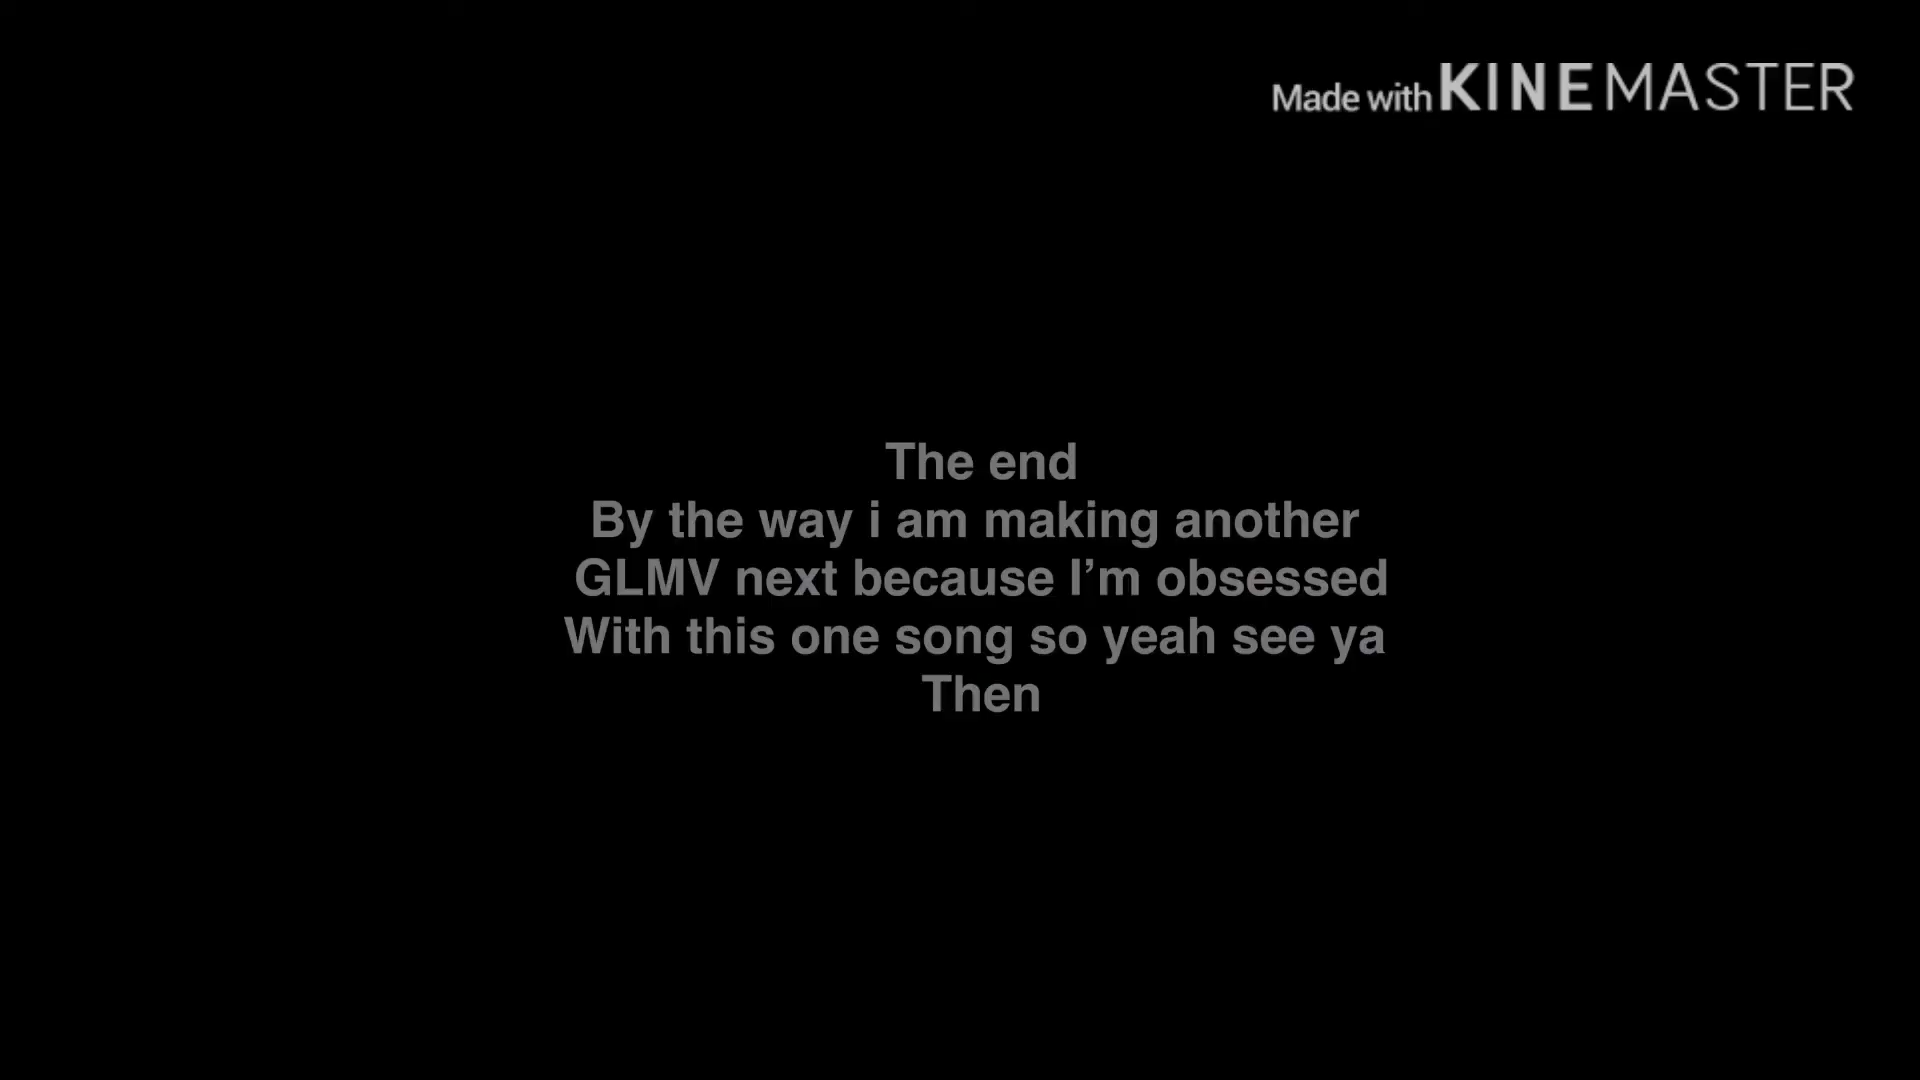 Made with KINEMASTER
The end
By the way i am making another
GLMV next because I’m obsessed
With this one song so yeah see ya
Then